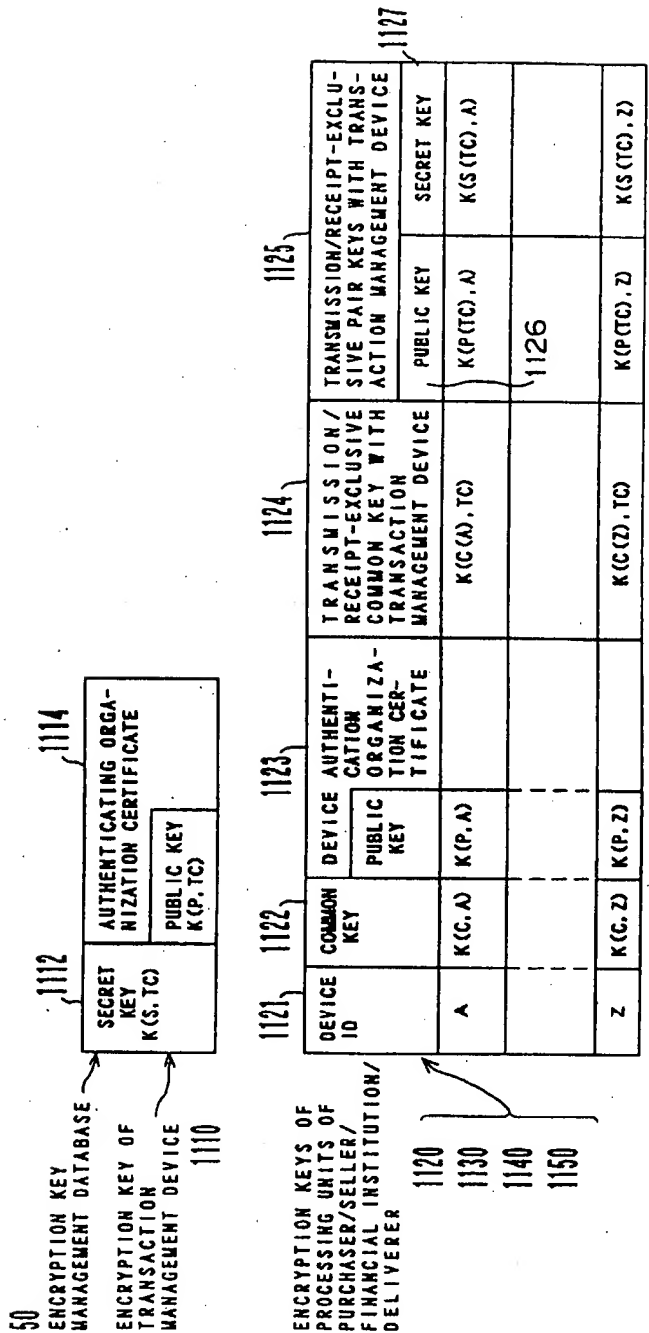 50
ENCRYPTION KEY
MANAGEMENT DATABASE
ENCRYPTION KEY OF
TRANSACTION
MANAGEMENT DEVICE
1110
1112
1114
SECRET
KEY
K(S,TC)
AUTHENTICATING ORGA-
NIZATION CERTIFICATE
PUBLIC KEY
K(P,TC)
ENCRYPTION KEYS OF
PROCESSING UNITS OF
PURCHASER/SELLER/
FINANCIAL INSTITUTION/
DELIVERER
1120
1130
1140
1150
1121
1122
1123
1124
1125
DEVICE
ID
COMMON
KEY
DEVICE AUTHENTI-
CATION
ORGANIZA-
TION CER-
TIFICATE
PUBLIC
KEY
TRANSMISSION/
RECEIPT-EXCLUSIVE
COMMON KEY WITH
TRANSACTION
MANAGEMENT DEVICE
TRANSMISSION/RECEIPT-EXCLU-
SIVE PAIR KEYS WITH TRANS-
ACTION MANAGEMENT DEVICE
PUBLIC KEY
SECRET KEY
1127
1126
A
K(C,A)
K(P,A)
K(C(A),TC)
K(P(TC),A)
K(S(TC),A)
Z
K(C,Z)
K(P,Z)
K(C(Z),TC)
K(P(TC),Z)
K(S(TC),Z)